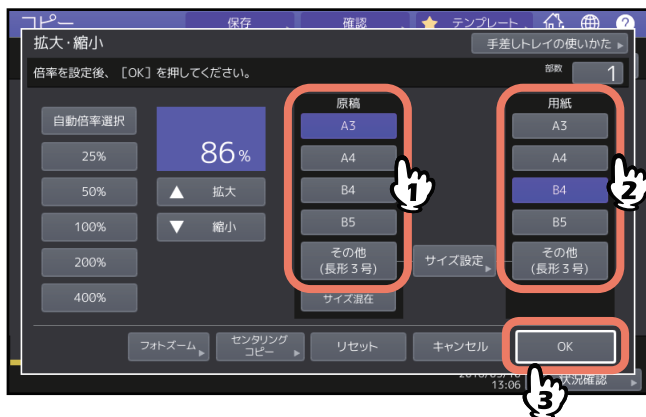 コピー
保存
確認
テンプレート
?
拡大・縮小
手差しトレイの使いかた
倍率を設定後、［OK］を押してください。
部数
1
原稿
用紙
自動倍率選択
86%
A3
A3
25%
A4
A4
50%
拡大
B4
B4
1
2
100%
縮小
B5
B5
200%
その他
(長形3号)
サイズ設定
その他
(長形3号)
400%
サイズ混在
フォトズーム
センタリング
コピー
リセット
キャンセル
OK
13:06
状況確認
3